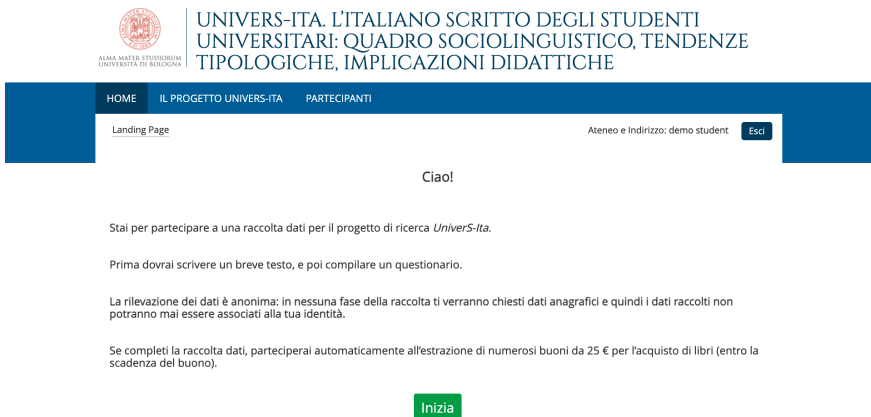 UNIVERS-ITA. L'ITALIANO SCRITTO DEGLI STUDENTI
UNIVERSITARI: QUADRO SOCIOLINGUISTICO, TENDENZE
TIPOLOGICHE, IMPLICAZIONI DIDATTICHE
ALMA MATER STUDIORUM
UNIVERSITÀ DI BOLOGNA
HOME IL PROGETTO UNIVERS-ITA PARTECIPANTI
Landing Page Ateneo e Indirizzo: demo student Esci
Ciao!
Stai per partecipare a una raccolta dati per il progetto di ricerca UniverS-Ita.
Prima dovrai scrivere un breve testo, e poi compilare un questionario.
La rilevazione dei dati è anonima: in nessuna fase della raccolta ti verranno chiesti dati anagrafici e quindi i dati raccolti non
potranno mai essere associati alla tua identità.
Se completi la raccolta dati, parteciperai automaticamente all'estrazione di numerosi buoni da 25 € per l'acquisto di libri (entro la
scadenza del buono).
Inizia